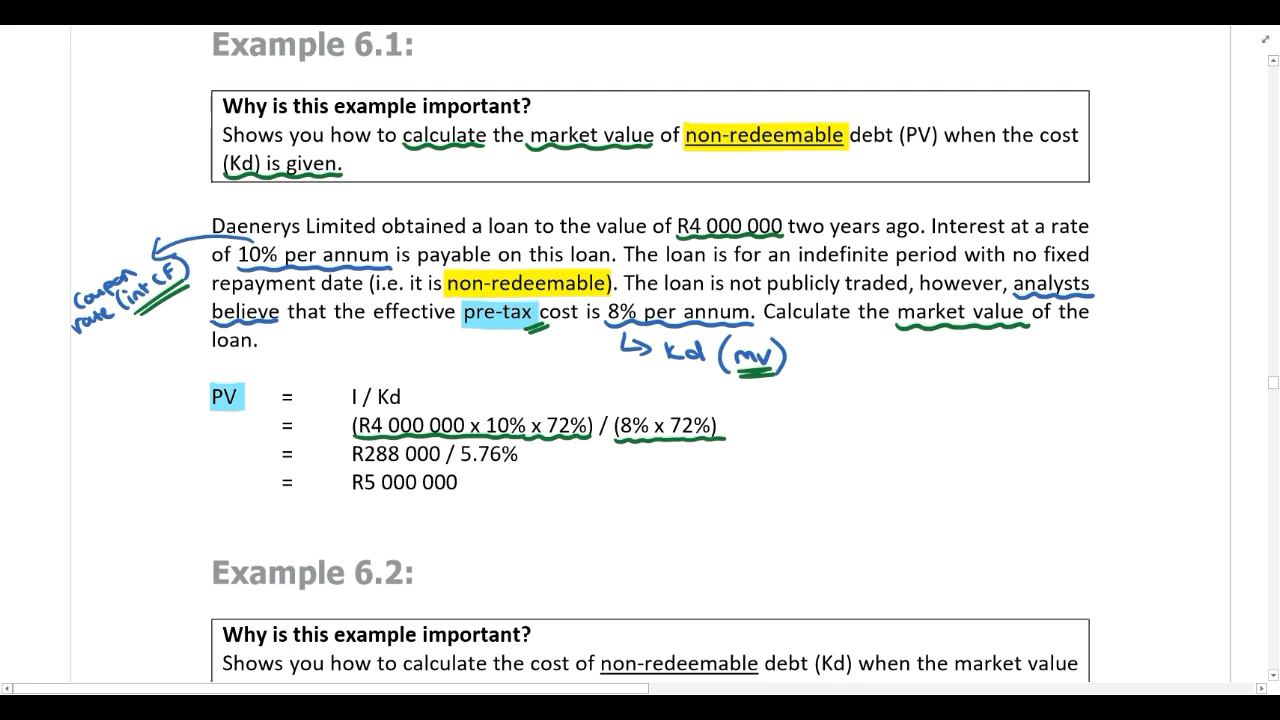 Example 6.1:
Why is this example important?
Shows you how to calculate the market value of non-redeemable debt (PV) when the cost
(Kd) is given.
Daenerys Limited obtained a loan to the value of R4 000 000 two years ago. Interest at a rate
of 10% per annum is payable on this loan. The loan is for an indefinite period with no fixed
repayment date (i.e. it is non-redeemable). The loan is not publicly traded, however, analysts
believe that the effective pre-tax cost is 8% per annum. Calculate the market value of the
loan.
coupon
rate (int CF)
kd (mv)
PV = I / Kd
= (R4 000 000 x 10% x 72%) / (8% x 72%)
= R288 000 / 5.76%
= R5 000 000
Example 6.2:
Why is this example important?
Shows you how to calculate the cost of non-redeemable debt (Kd) when the market value